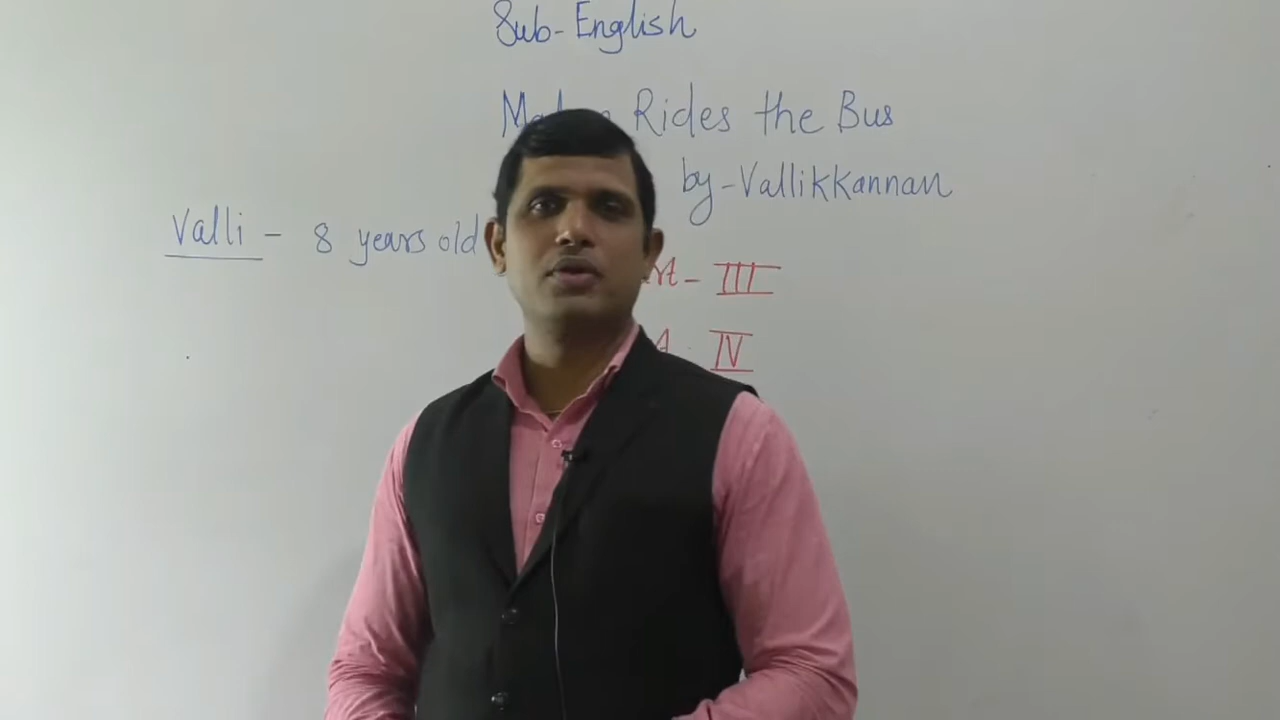 Sub-English
Rides the Bus
by-Vallikkannan
Valli - 8 years old
III
IV